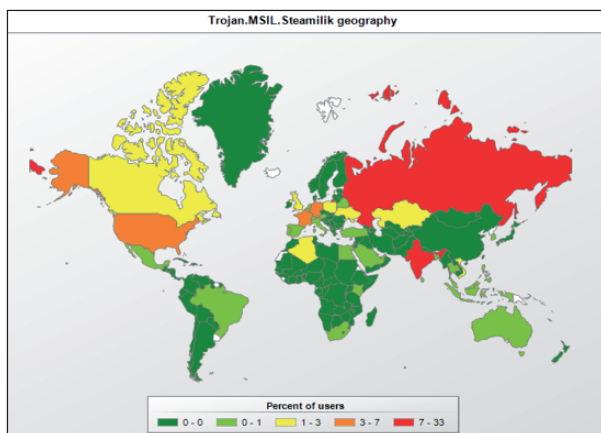 Trojan.MSIL.Steamilik geography
Percent of users
0 - 0 0 - 1 1 - 3 3 - 7 7 - 33